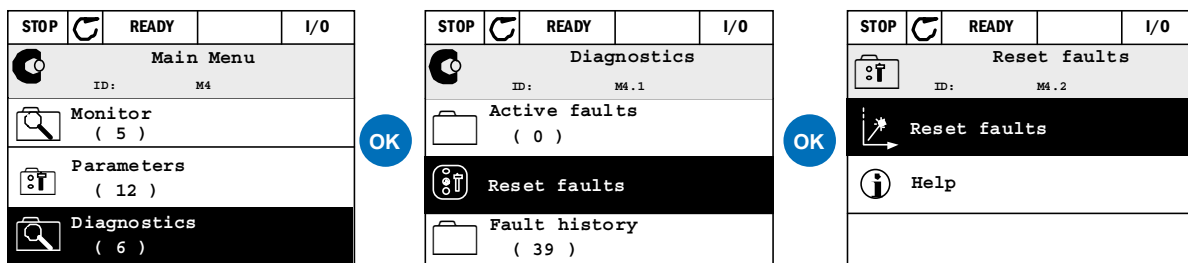 STOP READY I/O
Main Menu
ID: M4
Monitor
( 5 )
Parameters
( 12 )
Diagnostics
( 6 )
OK
STOP READY I/O
Diagnostics
ID: M4.1
Active faults
( 0 )
Reset faults
Fault history
( 39 )
OK
STOP READY I/O
Reset faults
ID: M4.2
Reset faults
Help